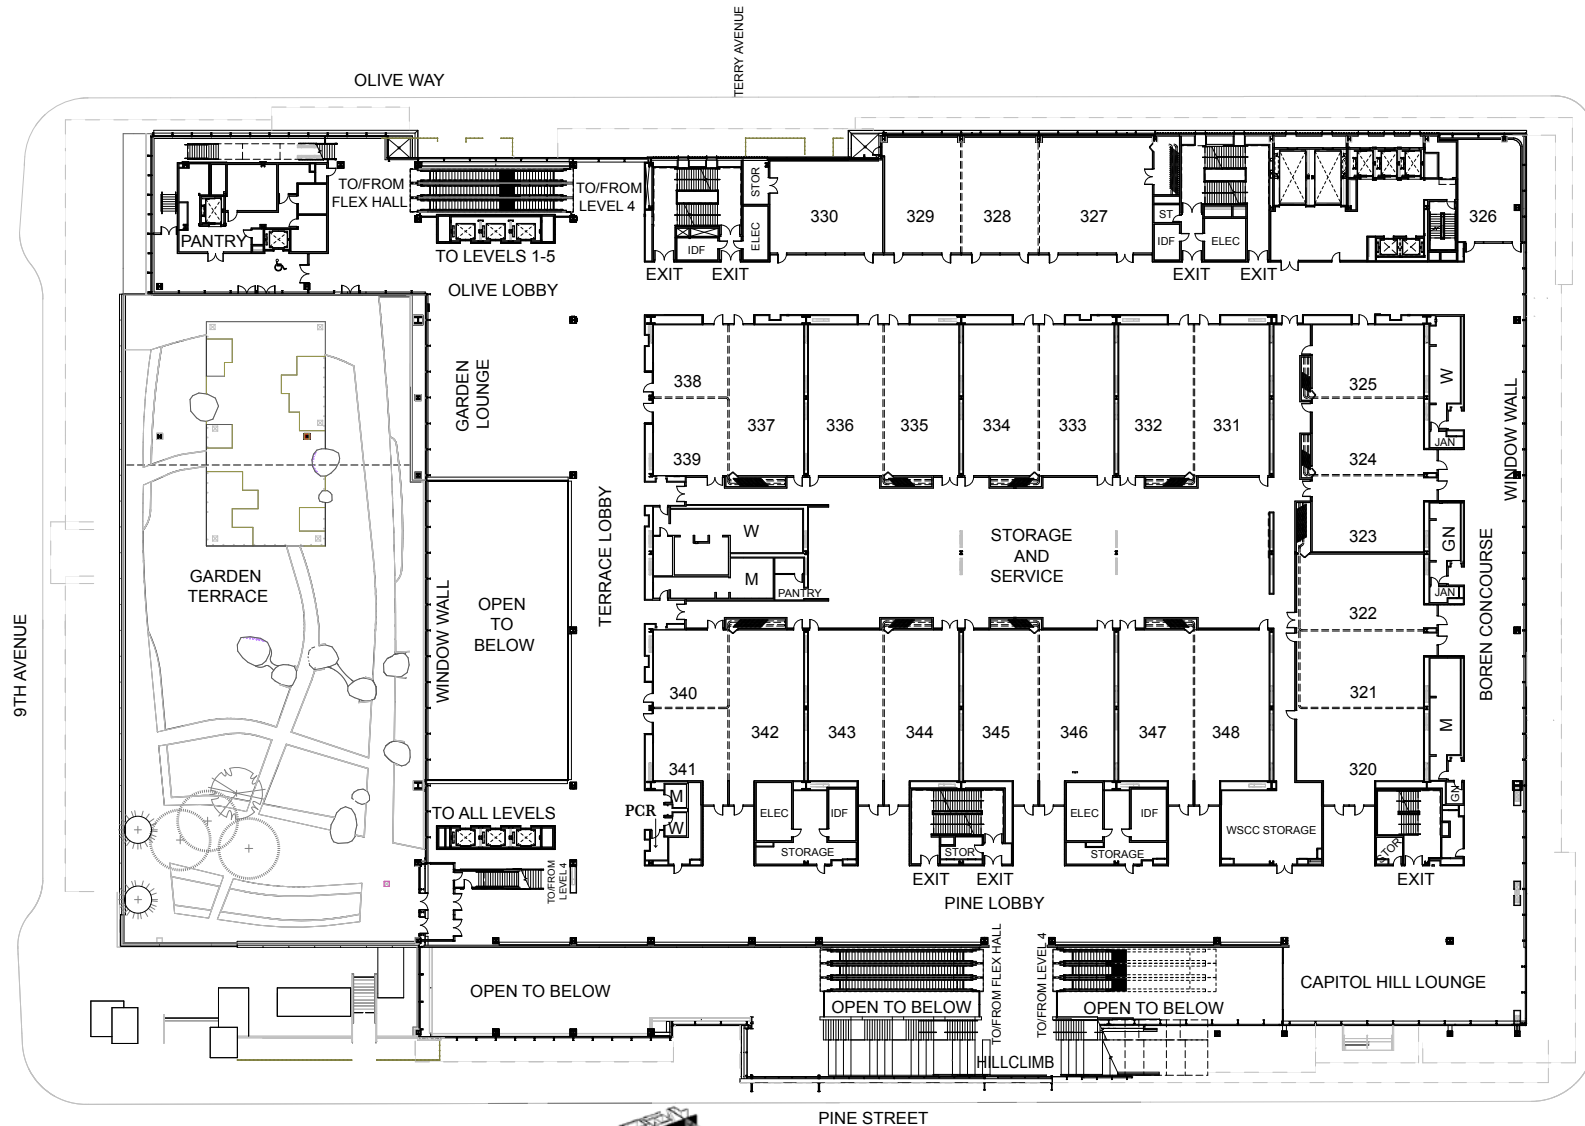 TERRY AVENUE
OLIVE WAY
TO/FROM
FLEX HALL
TO/FROM
LEVEL 4
PANTRY
TO LEVELS 1-5
OLIVE LOBBY
STOR
ELEC
IDF
EXIT
EXIT
330
329
328
327
ST.
IDF
ELEC
EXIT
EXIT
326
GARDEN
LOUNGE
338
337
336
335
334
333
332
331
325
W
WINDOW WALL
339
324
JAN
W
STORAGE
AND
SERVICE
323
GN
GARDEN
TERRACE
WINDOW WALL
OPEN
TO
BELOW
TERRACE LOBBY
M
PANTRY
322
JAN
BOREN CONCOURSE
9TH AVENUE
340
342
343
344
345
346
347
348
321
M
341
320
GN
TO ALL LEVELS
PCR
M
W
ELEC
IDF
STORAGE
STOR
EXIT
EXIT
ELEC
IDF
STORAGE
WSCC STORAGE
STOR
EXIT
TO/FROM
LEVEL 4
PINE LOBBY
OPEN TO BELOW
OPEN TO BELOW
TO/FROM FLEX HALL
TO/FROM LEVEL 4
OPEN TO BELOW
CAPITOL HILL LOUNGE
HILLCLIMB
PINE STREET